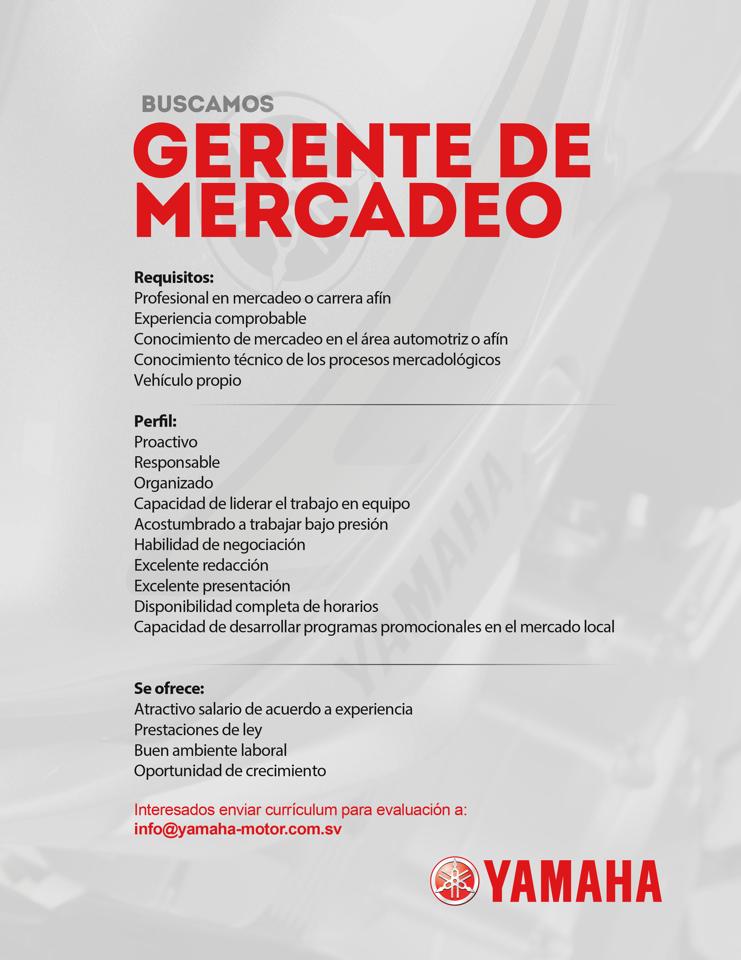 BUSCAMOS
GERENTE DE
MERCADEO
Requisitos:
Profesional en mercadeo o carrera afín
Experiencia comprobable
Conocimiento de mercadeo en el área automotriz o afín
Conocimiento técnico de los procesos mercadológicos
Vehículo propio
Perfil:
Proactivo
Responsable
Organizado
Capacidad de liderar el trabajo en equipo
Acostumbrado a trabajar bajo presión
Habilidad de negociación
Excelente redacción
Excelente presentación
Disponibilidad completa de horarios
Capacidad de desarrollar programas promocionales en el mercado local
YAMAHA
Se ofrece:
Atractivo salario de acuerdo a experiencia
Prestaciones de ley
Buen ambiente laboral
Oportunidad de crecimiento
Interesados enviar currículum para evaluación a:
info@yamaha-motor.com.sv
YAMAHA